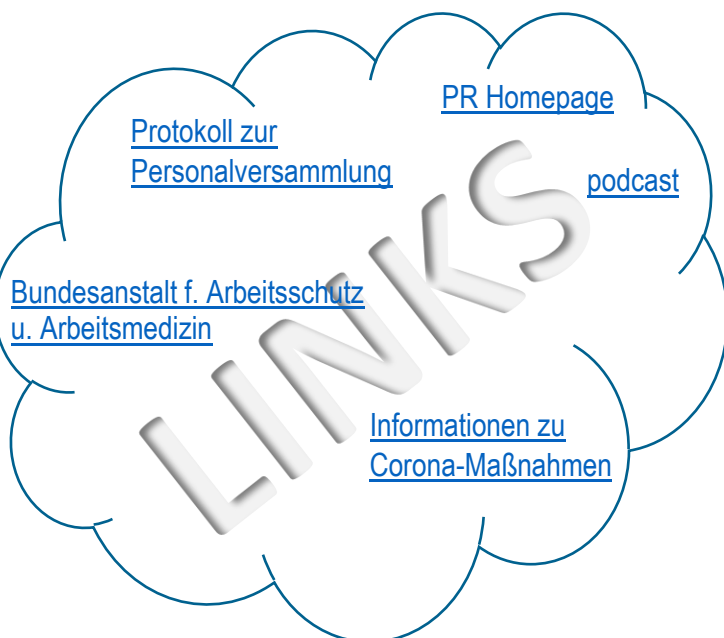 PR Homepage
Protokoll zur
Personalversammlung
podcast
Bundesanstalt f. Arbeitsschutz
u. Arbeitsmedizin
LINKS
Informationen zu
Corona-Maßnahmen